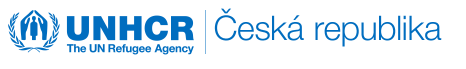 UNHCR
The UN Refugee Agency
Česká republika